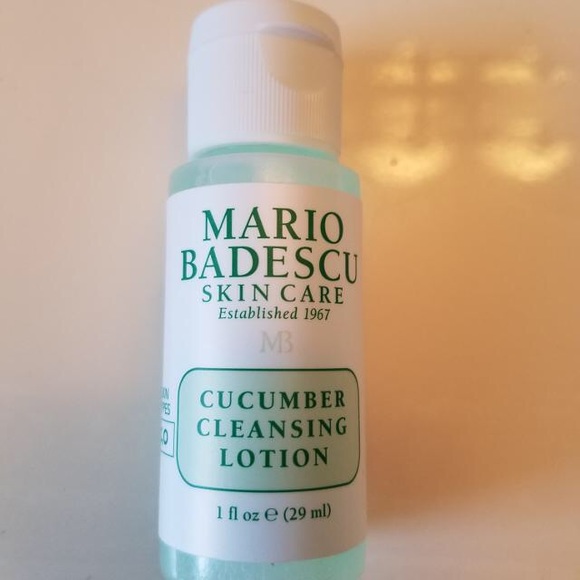 MARIO
BADESCU
SKIN CARE
Established 1967
MB
CUCUMBER
CLEANSING
LOTION
1 fl oz e (29 ml)